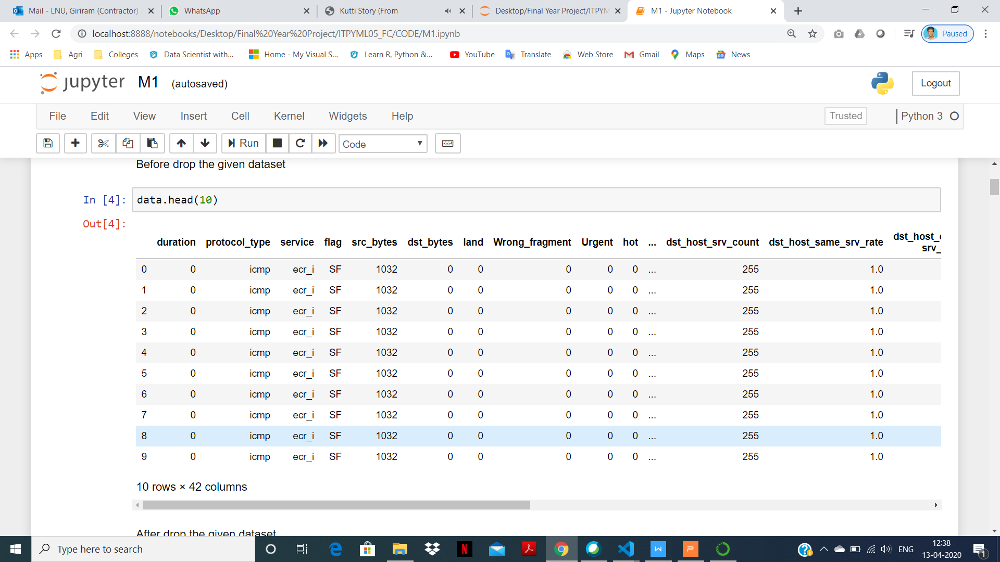 Mail - LNU, Giriram (Contractor)
WhatsApp
Kutti Story (From
Desktop/Final Year Project/ITPYM
M1 - Jupyter Notebook
localhost:8888/notebooks/Desktop/Final%20Year%20Project/ITPYML05_FC/CODE/M1.ipynb
Paused
Apps Agri Colleges Data Scientist with... Home - My Visual S... Learn R, Python &... YouTube Translate Web Store Gmail Maps News
jupyter M1 (autosaved)
Logout
File Edit View Insert Cell Kernel Widgets Help Trusted Python 3
Run Code
Before drop the given dataset
In [4]: data.head(10)
Out[4]:
duration protocol_type service flag src_bytes dst_bytes land Wrong_fragment Urgent hot ... dst_host_srv_count dst_host_same_srv_rate dst_host_
srv_
0 0 icmp ecr_i SF 1032 0 0 0 0 0 ... 255 1.0
1 0 icmp ecr_i SF 1032 0 0 0 0 0 ... 255 1.0
2 0 icmp ecr_i SF 1032 0 0 0 0 0 ... 255 1.0
3 0 icmp ecr_i SF 1032 0 0 0 0 0 ... 255 1.0
4 0 icmp ecr_i SF 1032 0 0 0 0 0 ... 255 1.0
5 0 icmp ecr_i SF 1032 0 0 0 0 0 ... 255 1.0
6 0 icmp ecr_i SF 1032 0 0 0 0 0 ... 255 1.0
7 0 icmp ecr_i SF 1032 0 0 0 0 0 ... 255 1.0
8 0 icmp ecr_i SF 1032 0 0 0 0 0 ... 255 1.0
9 0 icmp ecr_i SF 1032 0 0 0 0 0 ... 255 1.0
10 rows × 42 columns
After drop the given dataset
Type here to search
ENG
12:38
13-04-2020
1